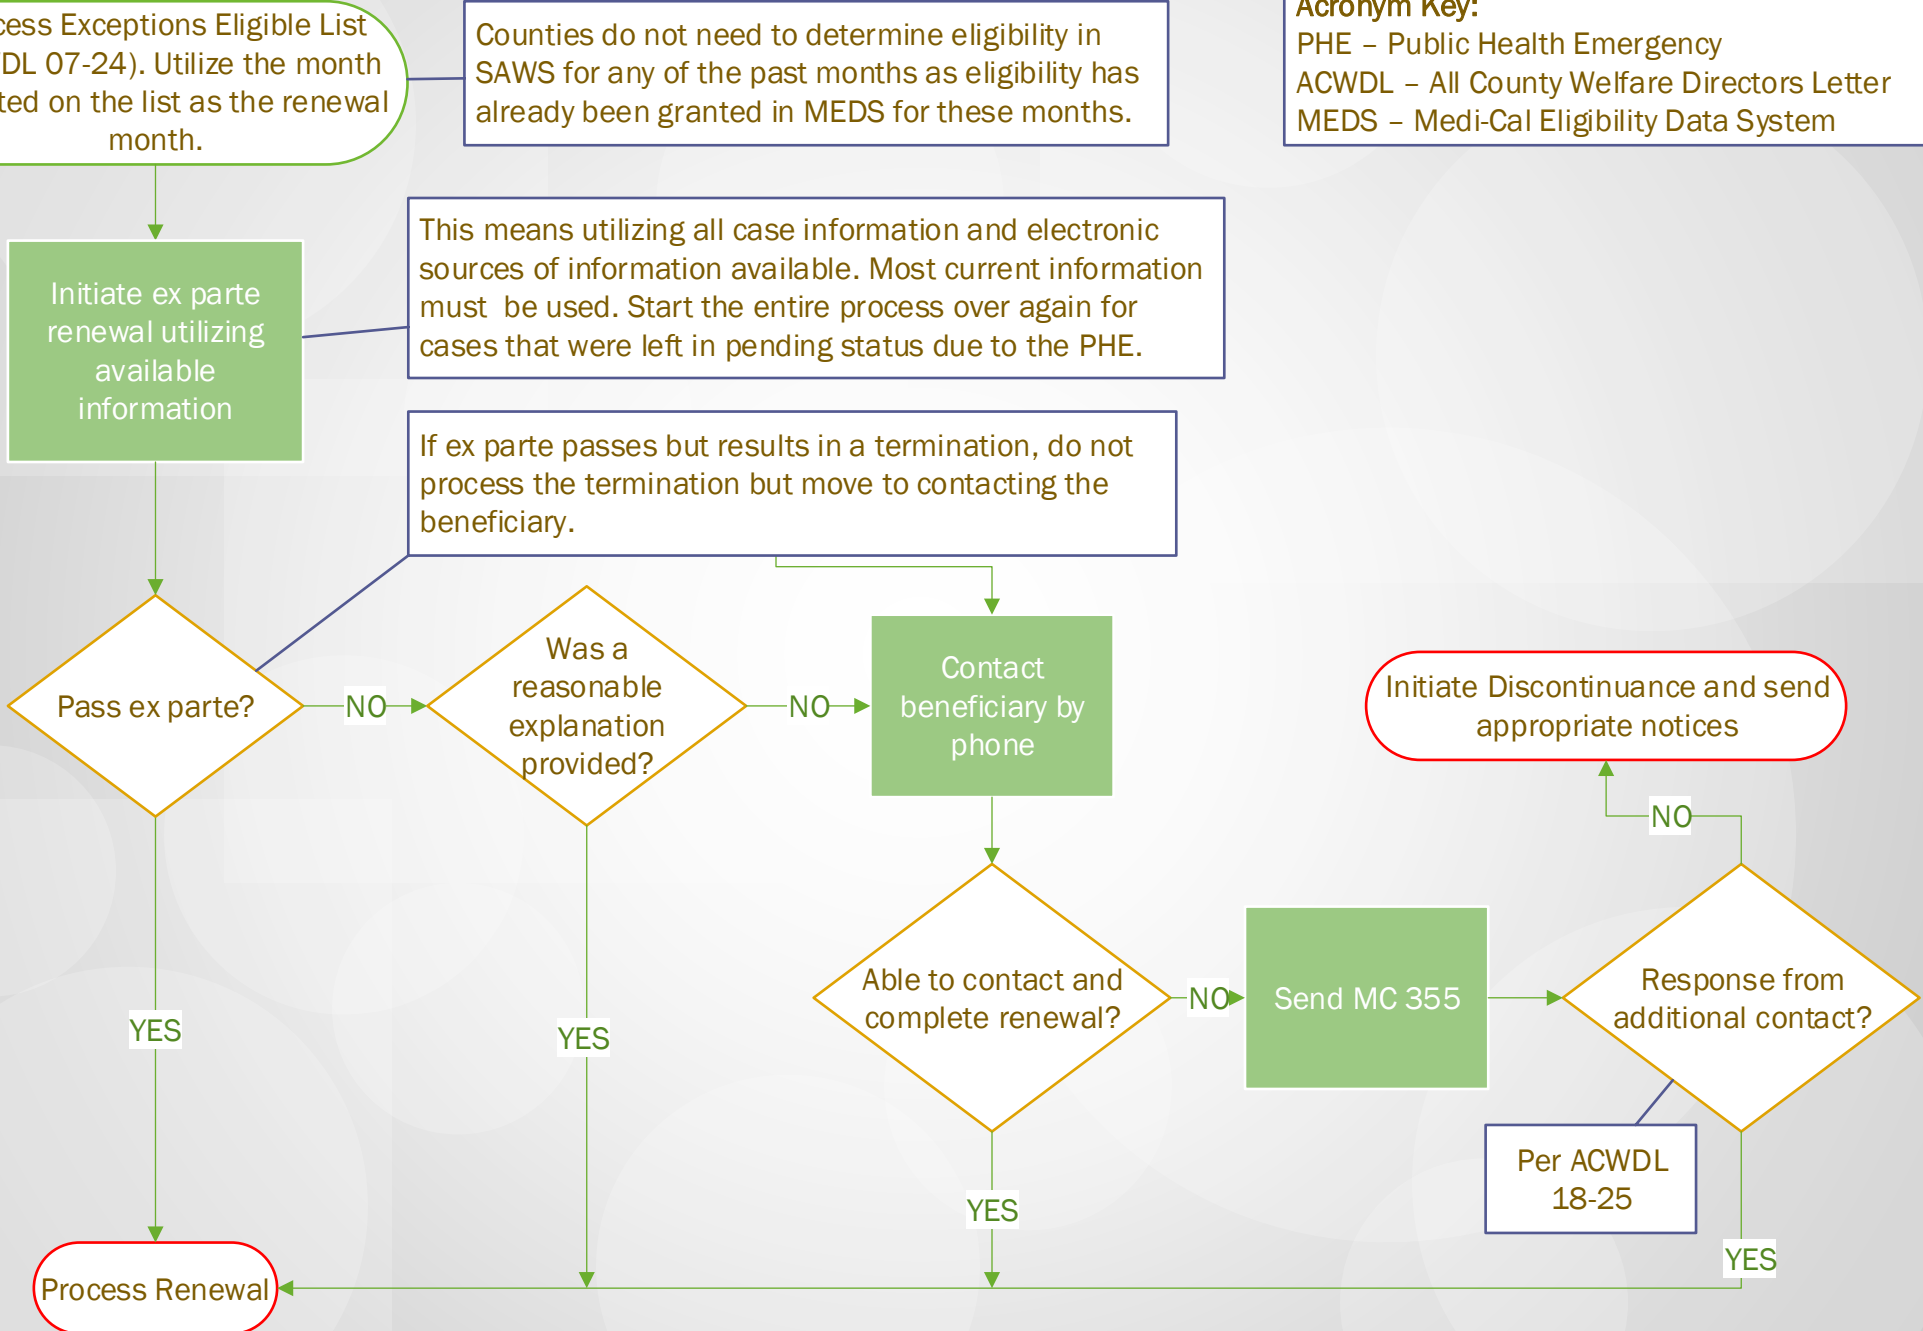 cess Exceptions Eligible List
DL 07-24). Utilize the month
ted on the list as the renewal
month.
Counties do not need to determine eligibility in
SAWS for any of the past months as eligibility has
already been granted in MEDS for these months.
Acronym Key:
PHE – Public Health Emergency
ACWDL – All County Welfare Directors Letter
MEDS – Medi-Cal Eligibility Data System
Initiate ex parte
renewal utilizing
available
information
This means utilizing all case information and electronic
sources of information available. Most current information
must be used. Start the entire process over again for
cases that were left in pending status due to the PHE.
If ex parte passes but results in a termination, do not
process the termination but move to contacting the
beneficiary.
Pass ex parte?
NO
Was a
reasonable
explanation
provided?
NO
Contact
beneficiary by
phone
Initiate Discontinuance and send
appropriate notices
NO
Able to contact and
complete renewal?
NO
Send MC 355
Response from
additional contact?
YES
YES
YES
Per ACWDL
18-25
YES
Process Renewal